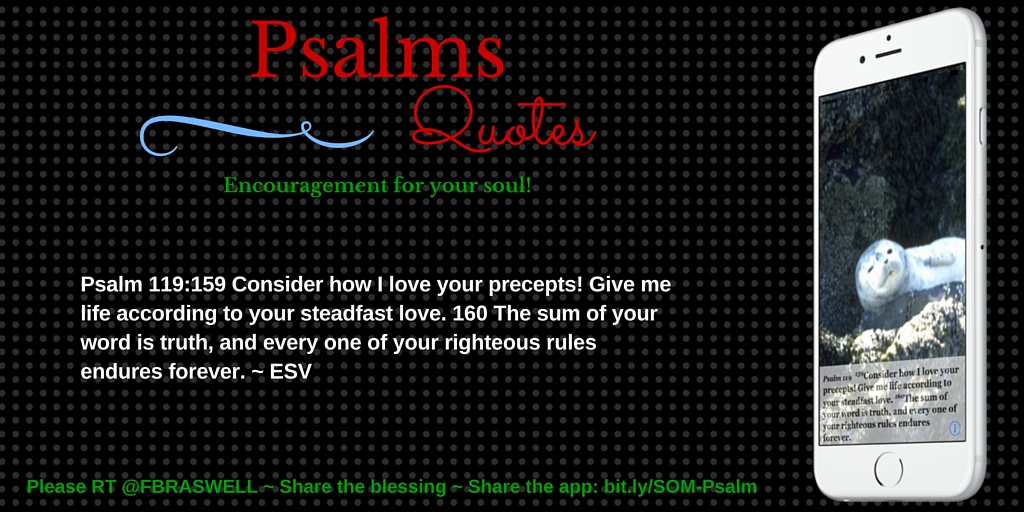 Psalms
Quotes
Encouragement for your soul!
Psalm 119:159 Consider how I love your precepts! Give me
life according to your steadfast love. 160 The sum of your
word is truth, and every one of your righteous rules
endures forever. ~ ESV
Psalm 119 159Consider how I love your
precepts! Give me life according to
your steadfast love. 160The sum of
your word is truth, and every one of
your righteous rules endures
forever.
Please RT @FBRASWELL ~ Share the blessing ~ Share the app: bit.ly/SOM-Psalm